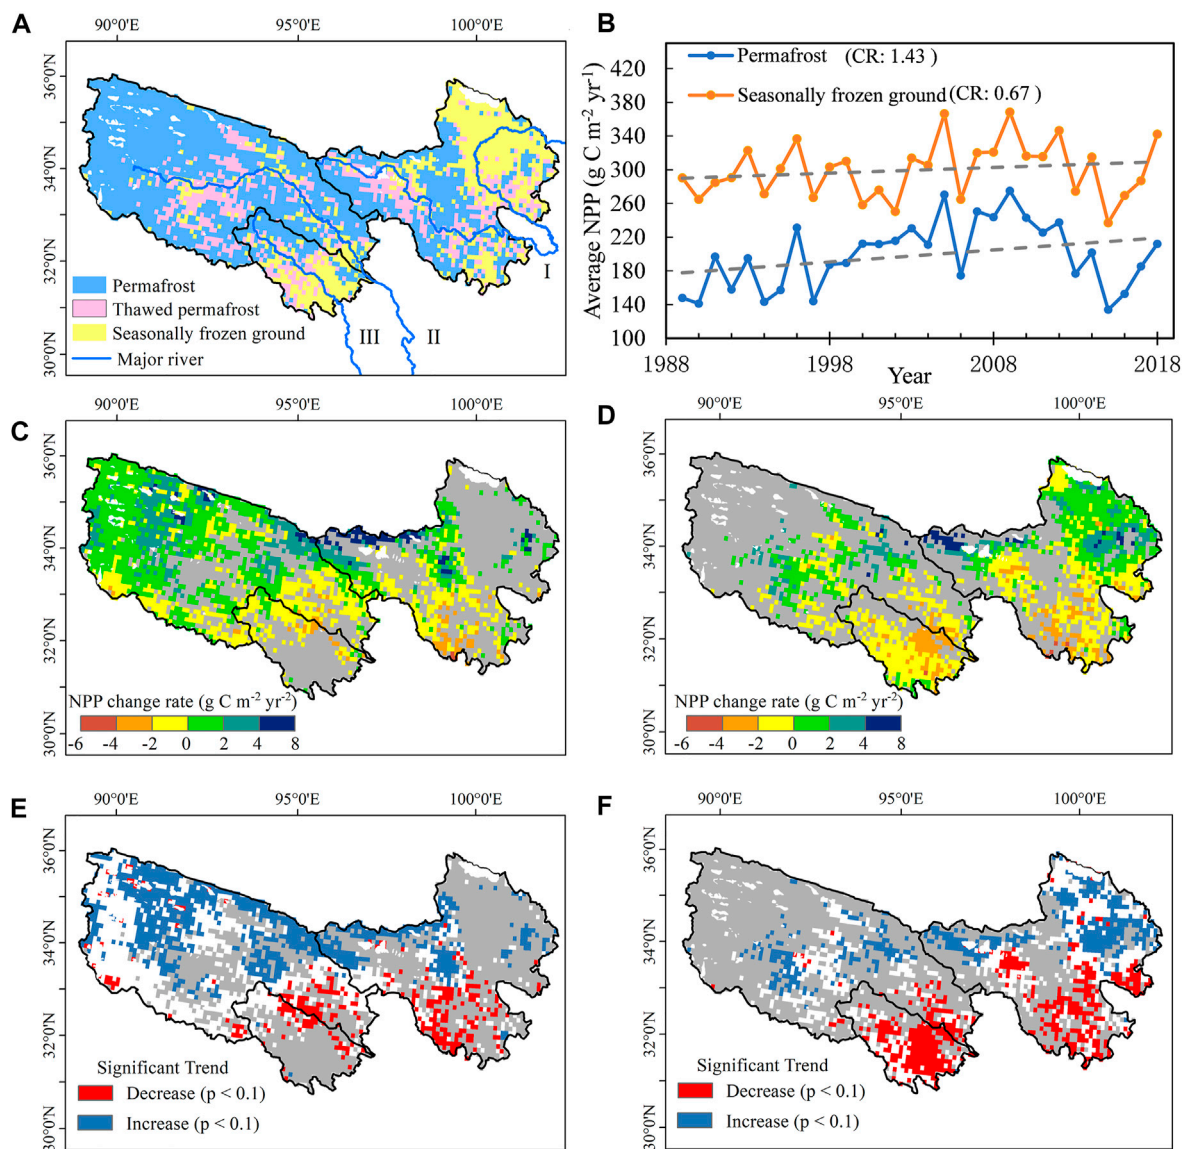 A
90°0'E 95°0'E 100°0'E
36°0'N
34°0'N
32°0'N
30°0'N
Permafrost
Thawed permafrost
Seasonally frozen ground
Major river
I
II
III
B
Average NPP (g C m⁻² yr⁻¹)
420
380
340
300
260
220
180
140
100
Permafrost (CR: 1.43 )
Seasonally frozen ground (CR: 0.67 )
1988 1998 2008 2018
Year
C
90°0'E 95°0'E 100°0'E
36°0'N
34°0'N
32°0'N
30°0'N
NPP change rate (g C m⁻² yr⁻²)
-6 -4 -2 0 2 4 8
D
90°0'E 95°0'E 100°0'E
36°0'N
34°0'N
32°0'N
30°0'N
NPP change rate (g C m⁻² yr⁻²)
-6 -4 -2 0 2 4 8
E
90°0'E 95°0'E 100°0'E
36°0'N
34°0'N
32°0'N
30°0'N
Significant Trend
Decrease (p < 0.1)
Increase (p < 0.1)
F
90°0'E 95°0'E 100°0'E
36°0'N
34°0'N
32°0'N
30°0'N
Significant Trend
Decrease (p < 0.1)
Increase (p < 0.1)